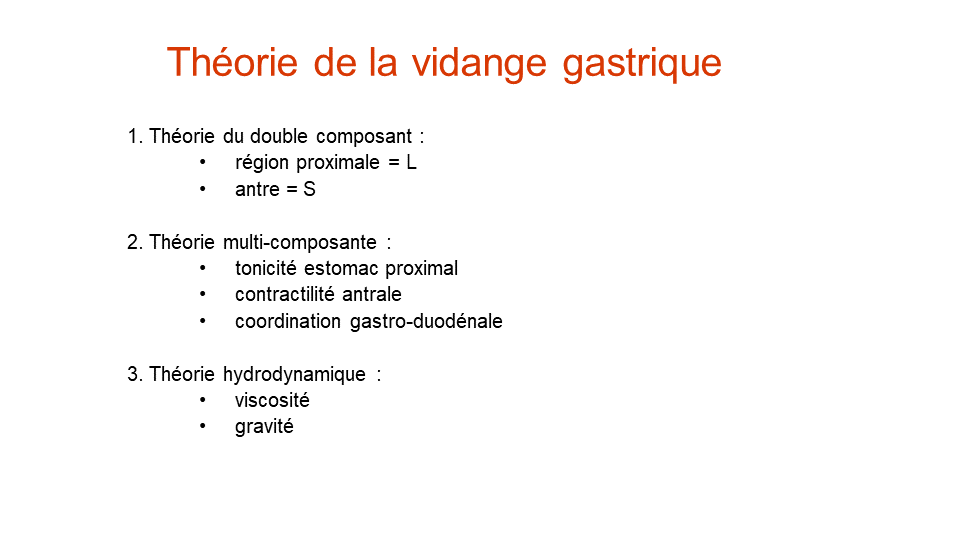 Théorie de la vidange gastrique
1. Théorie du double composant :
• région proximale = L
• antre = S
2. Théorie multi-composante :
• tonicité estomac proximal
• contractilité antrale
• coordination gastro-duodénale
3. Théorie hydrodynamique :
• viscosité
• gravité